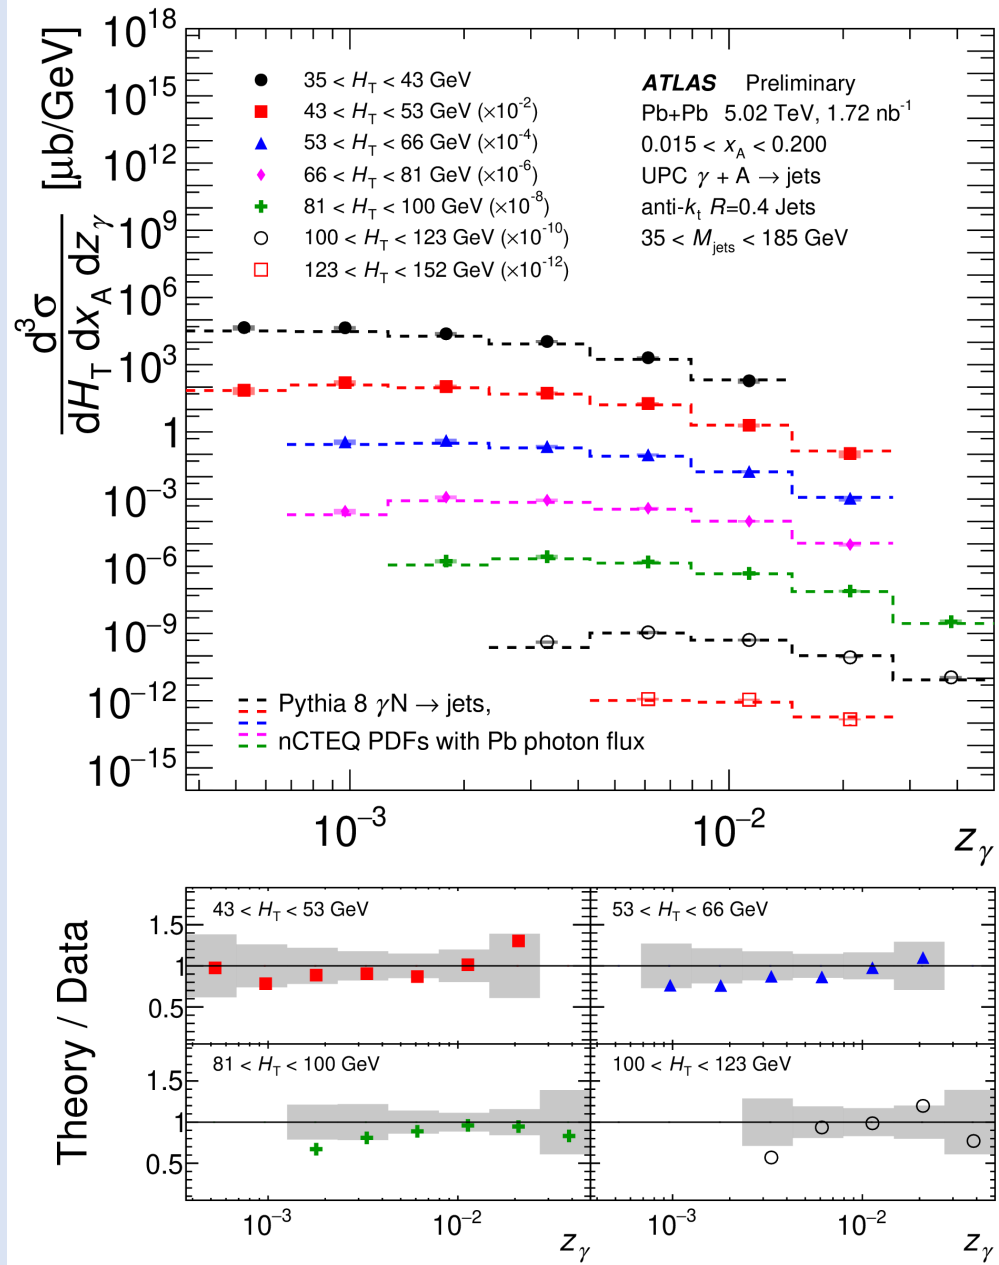 10^18
10^15
10^12
10^9
10^6
10^3
1
10^−3
10^−6
10^−9
10^−12
10^−15
d^3σ
dH_T dx_A dz_γ [μb/GeV]
35 < H_T < 43 GeV
43 < H_T < 53 GeV (×10^-2)
53 < H_T < 66 GeV (×10^-4)
66 < H_T < 81 GeV (×10^-6)
81 < H_T < 100 GeV (×10^-8)
100 < H_T < 123 GeV (×10^-10)
123 < H_T < 152 GeV (×10^-12)
ATLAS Preliminary
Pb+Pb 5.02 TeV, 1.72 nb^-1
0.015 < x_A < 0.200
UPC γ + A → jets
anti-k_t R=0.4 Jets
35 < M_jets < 185 GeV
Pythia 8 γN → jets,
nCTEQ PDFs with Pb photon flux
10^−3 10^−2 z_γ
Theory / Data
43 < H_T < 53 GeV
1.5
1
0.5
53 < H_T < 66 GeV
81 < H_T < 100 GeV
1.5
1
0.5
100 < H_T < 123 GeV
10^−3 10^−2 z_γ
10^−3 10^−2 z_γ